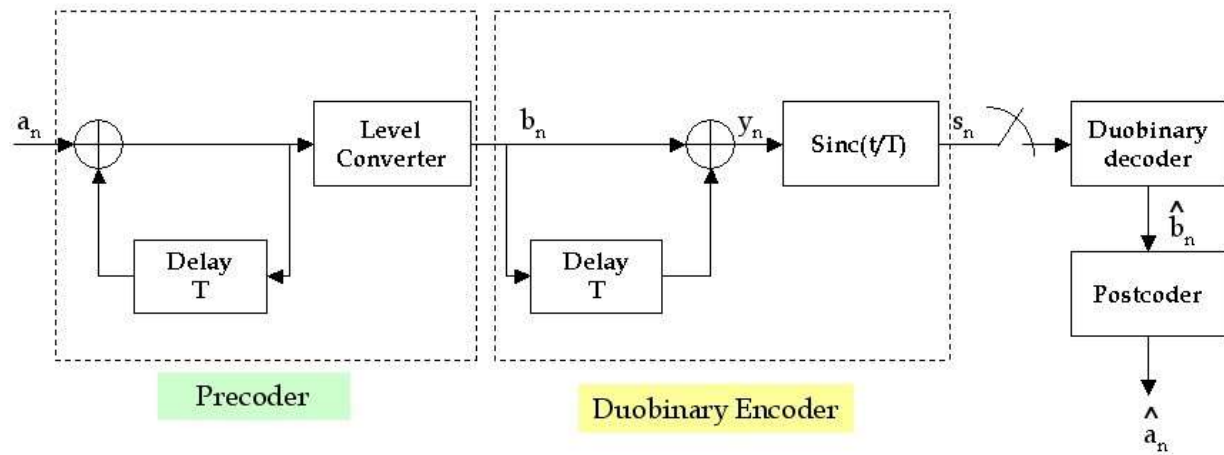 a_n
Level
Converter
Delay
T
Precoder
b_n
Delay
T
y_n
Sinc(t/T)
Duobinary Encoder
s_n
Duobinary
decoder
b̂_n
Postcoder
â_n